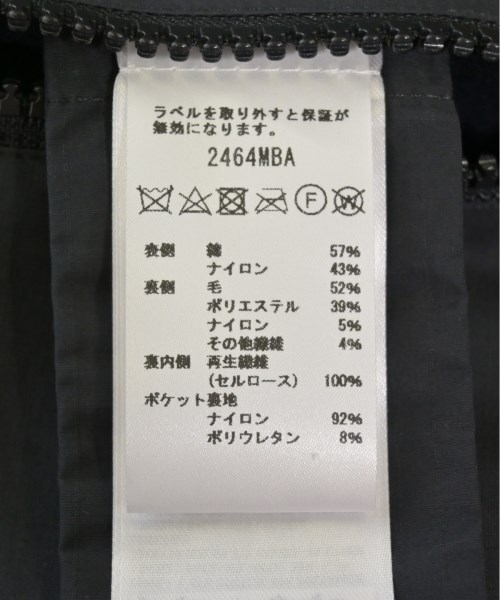 ラベルを取り外すと保証が
無効になります。
2464MBA
F W
表側 綿 57%
ナイロン 43%
裏側 毛 52%
ポリエステル 39%
ナイロン 5%
その他繊維 4%
裏内側 再生繊維
(セルロース) 100%
ポケット裏地
ナイロン 92%
ポリウレタン 8%